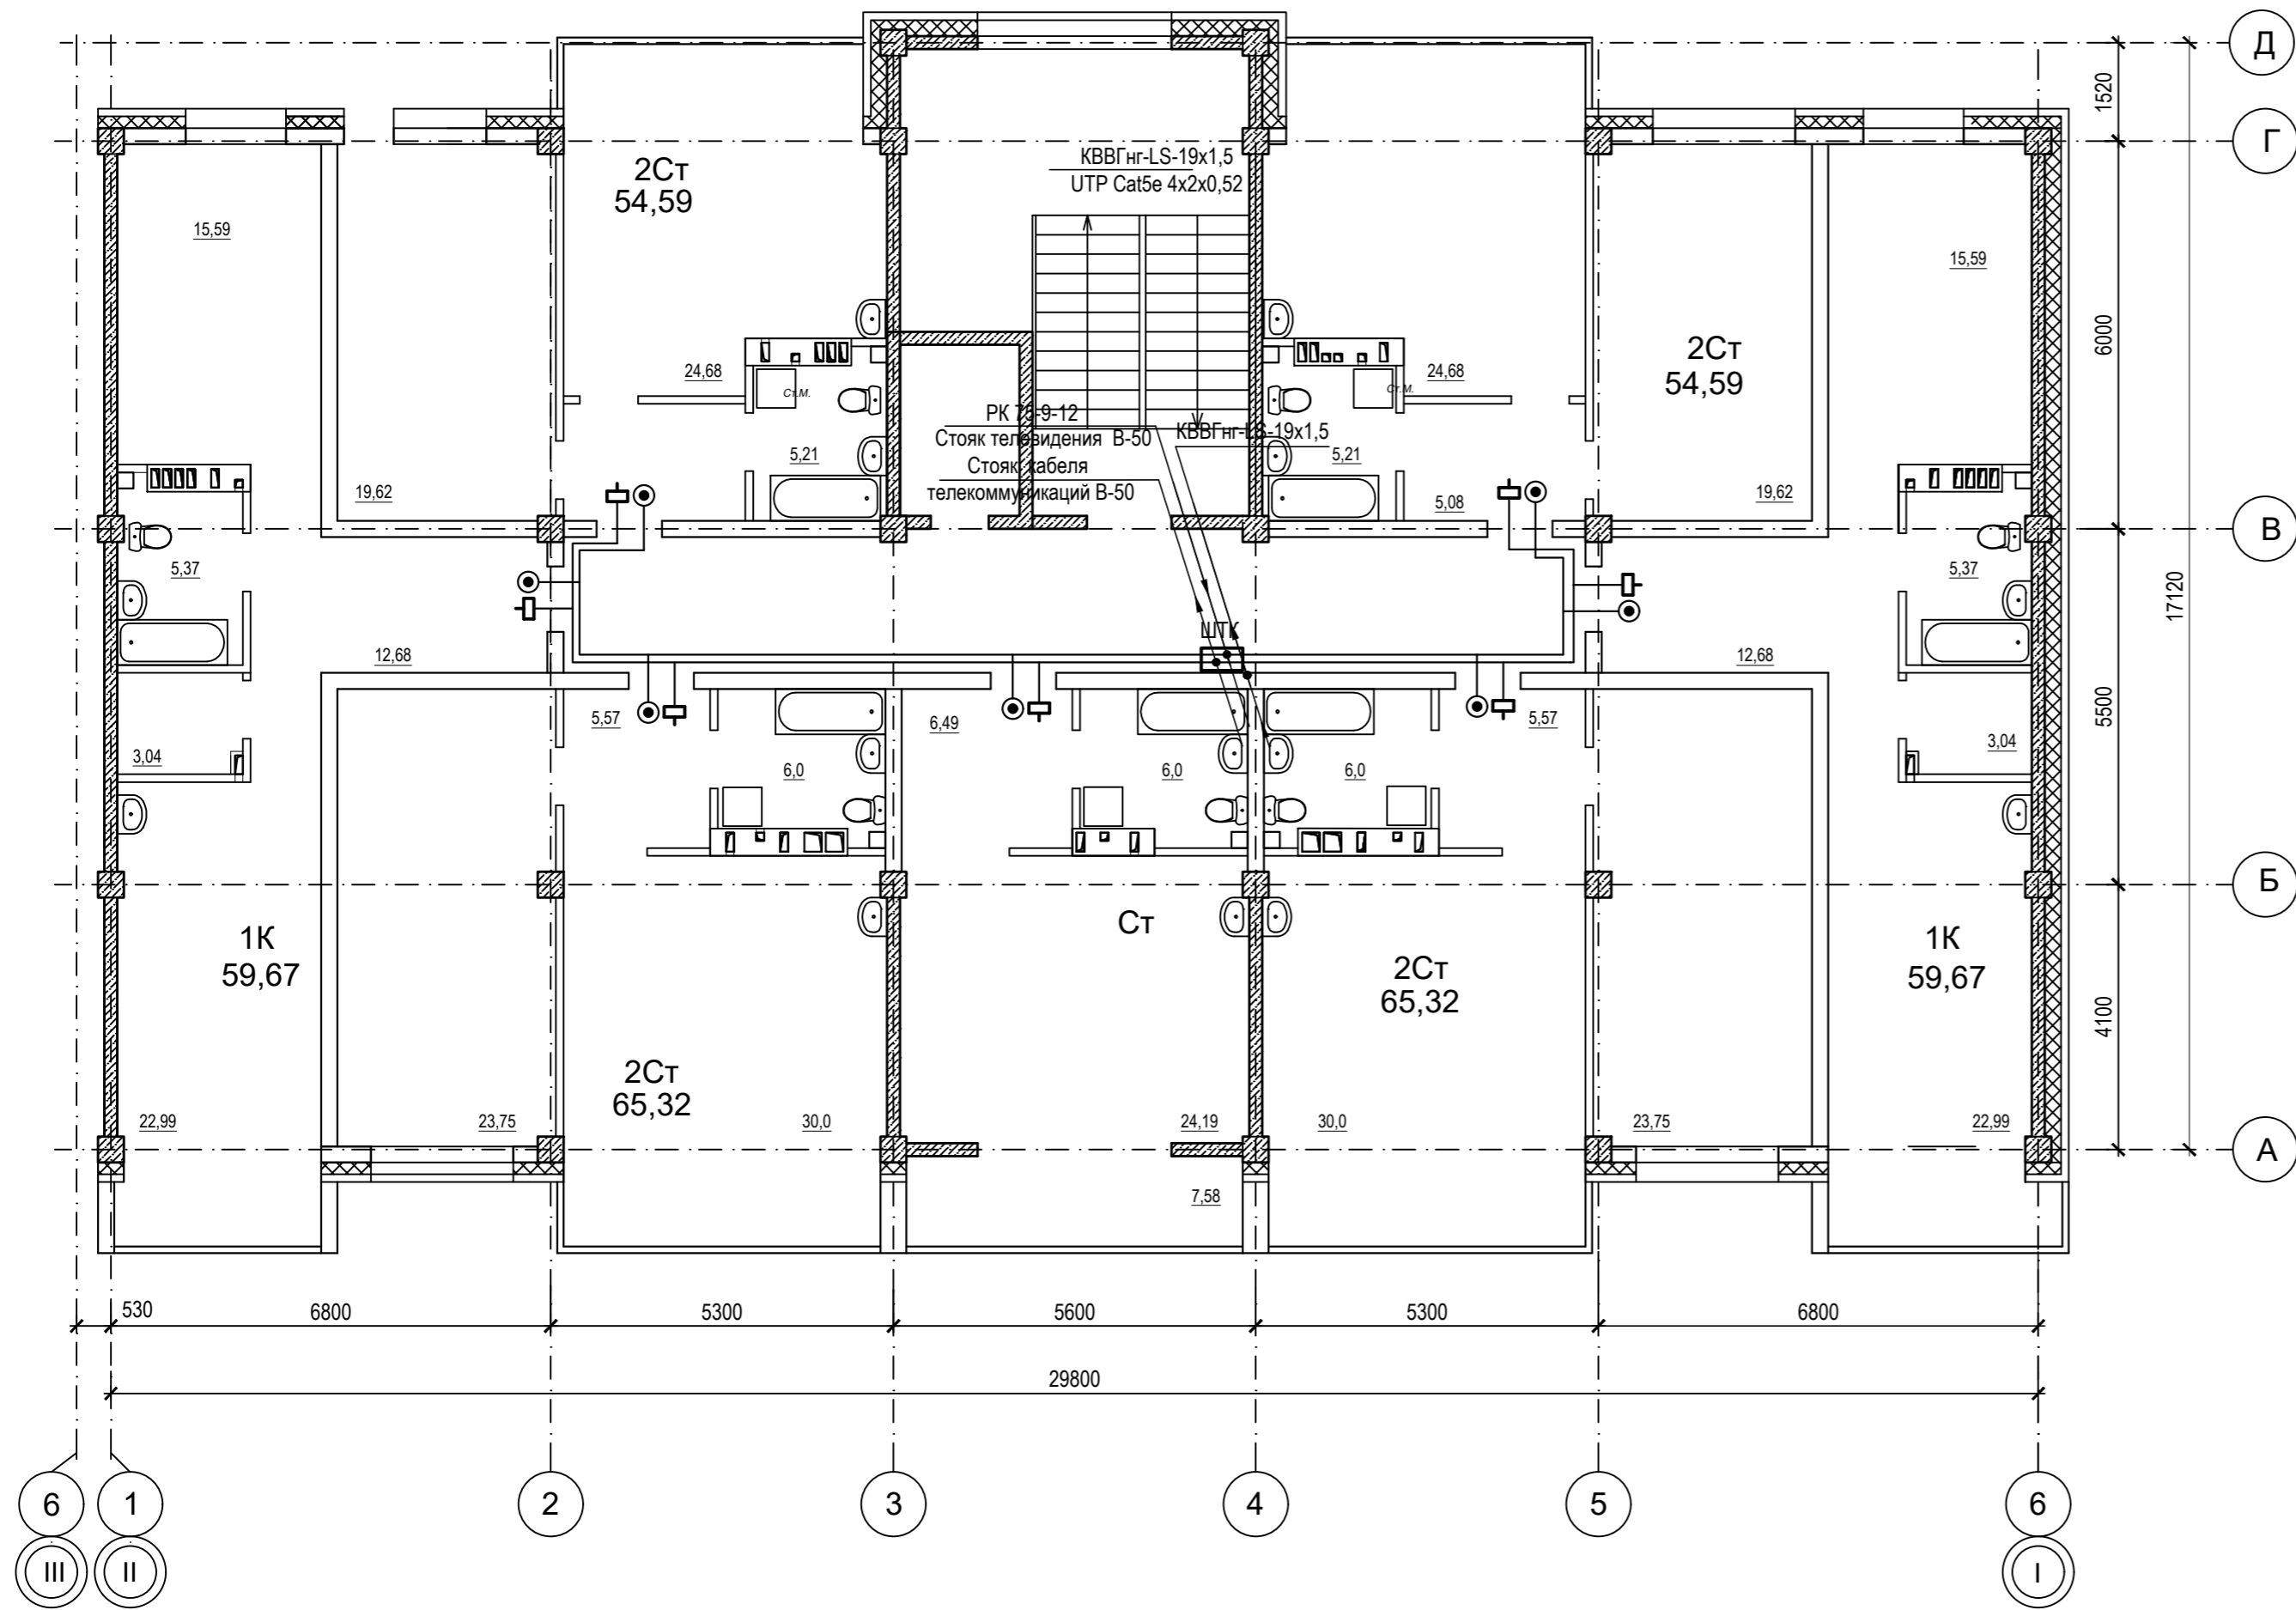 Д
1520
Г
КВВГнг-LS-19х1,5
UTP Cat5e 4x2x0,52
2Ст
54,59
15,59
15,59
6000
2Ст
54,59
24,68
24,68
Ст.М.
Ст.М.
РК 75-9-12
Стояк телевидения В-50
КВВГнг-LS-19х1,5
Стояк кабеля
телекоммуникаций В-50
5,21
5,21
19,62
5,08
19,62
В
5,37
5,37
17120
ШТК
12,68
12,68
5500
5,57
6,49
5,57
3,04
6,0
6,0
6,0
3,04
Б
Ст
1К
59,67
2Ст
65,32
1К
59,67
4100
2Ст
65,32
22,99
23,75
30,0
24,19
30,0
23,75
22,99
А
7,58
530
6800
5300
5600
5300
6800
29800
6
1
2
3
4
5
6
III
II
I